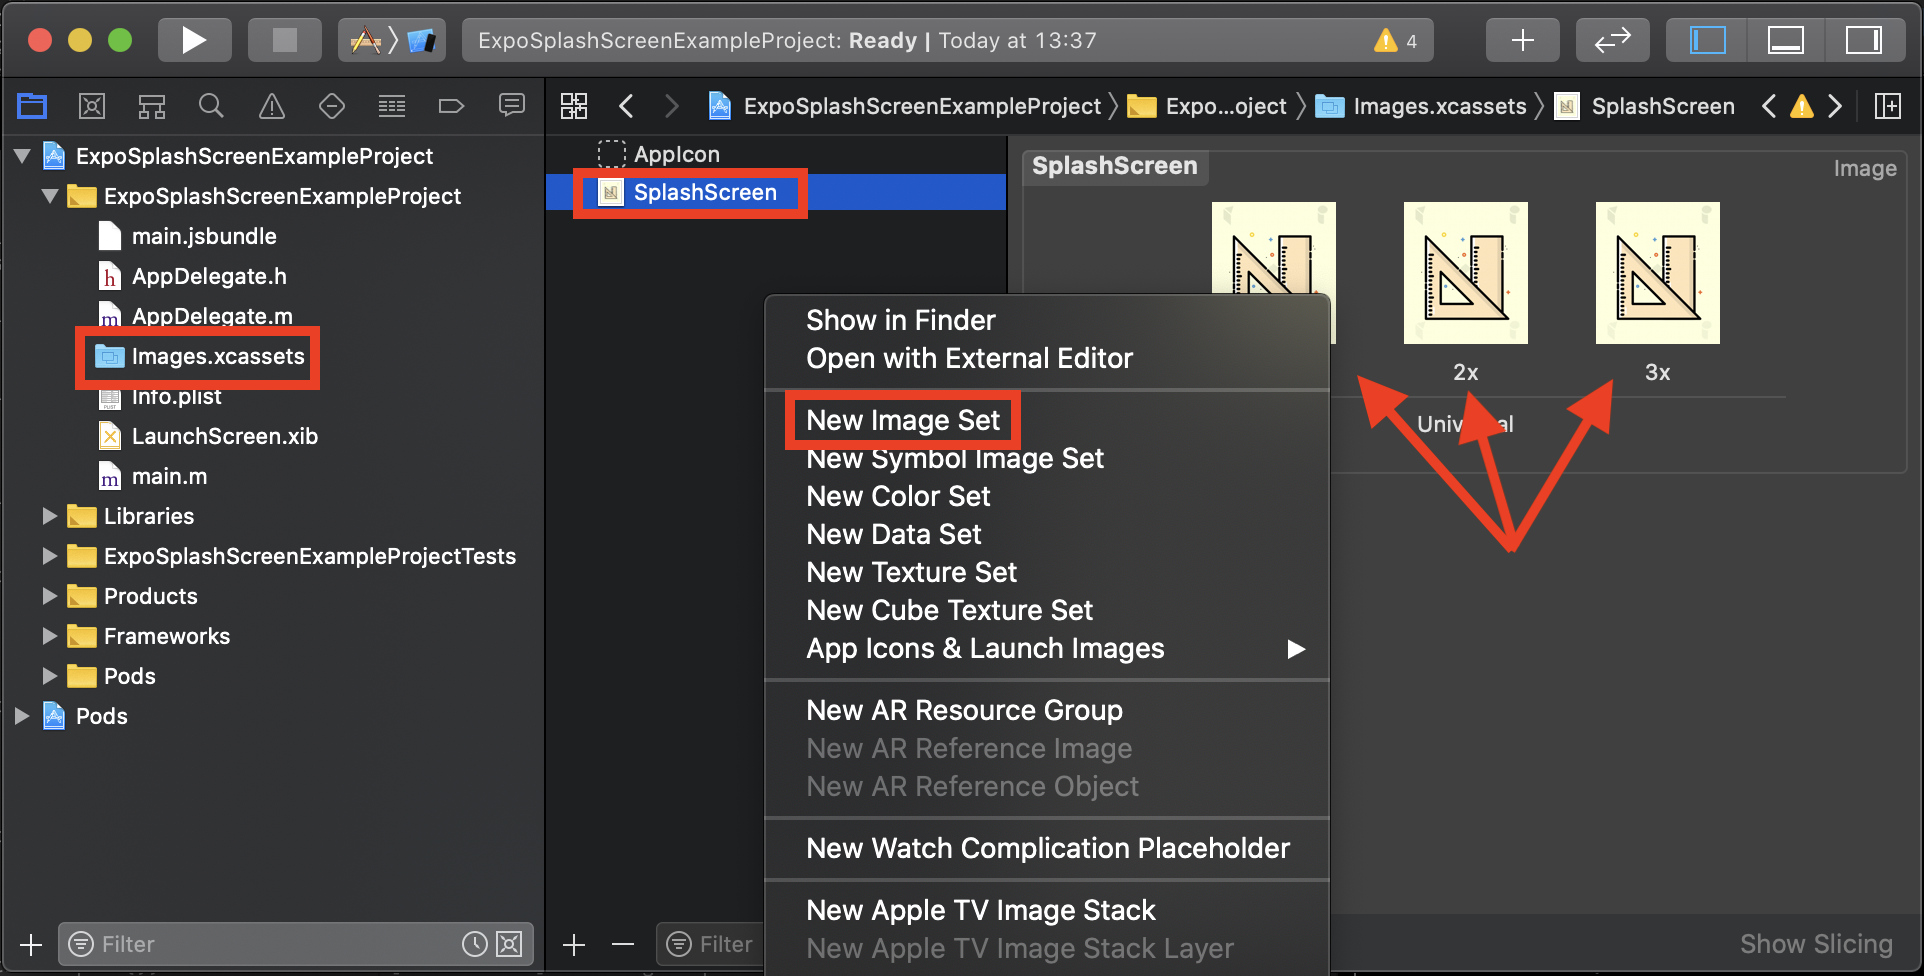 ExpoSplashScreenExampleProject: Ready | Today at 13:37
4
ExpoSplashScreenExampleProject
Expo...oject
Images.xcassets
SplashScreen
ExpoSplashScreenExampleProject
ExpoSplashScreenExampleProject
main.jsbundle
h AppDelegate.h
m AppDelegate.m
Images.xcassets
Info.plist
LaunchScreen.xib
m main.m
Libraries
ExpoSplashScreenExampleProjectTests
Products
Frameworks
Pods
Pods
Filter
AppIcon
SplashScreen
Filter
SplashScreen
Image
2x
3x
Show in Finder
Open with External Editor
New Image Set
New Symbol Image Set
New Color Set
New Data Set
New Texture Set
New Cube Texture Set
App Icons & Launch Images
New AR Resource Group
New AR Reference Image
New AR Reference Object
New Watch Complication Placeholder
New Apple TV Image Stack
New Apple TV Image Stack Layer
Show Slicing